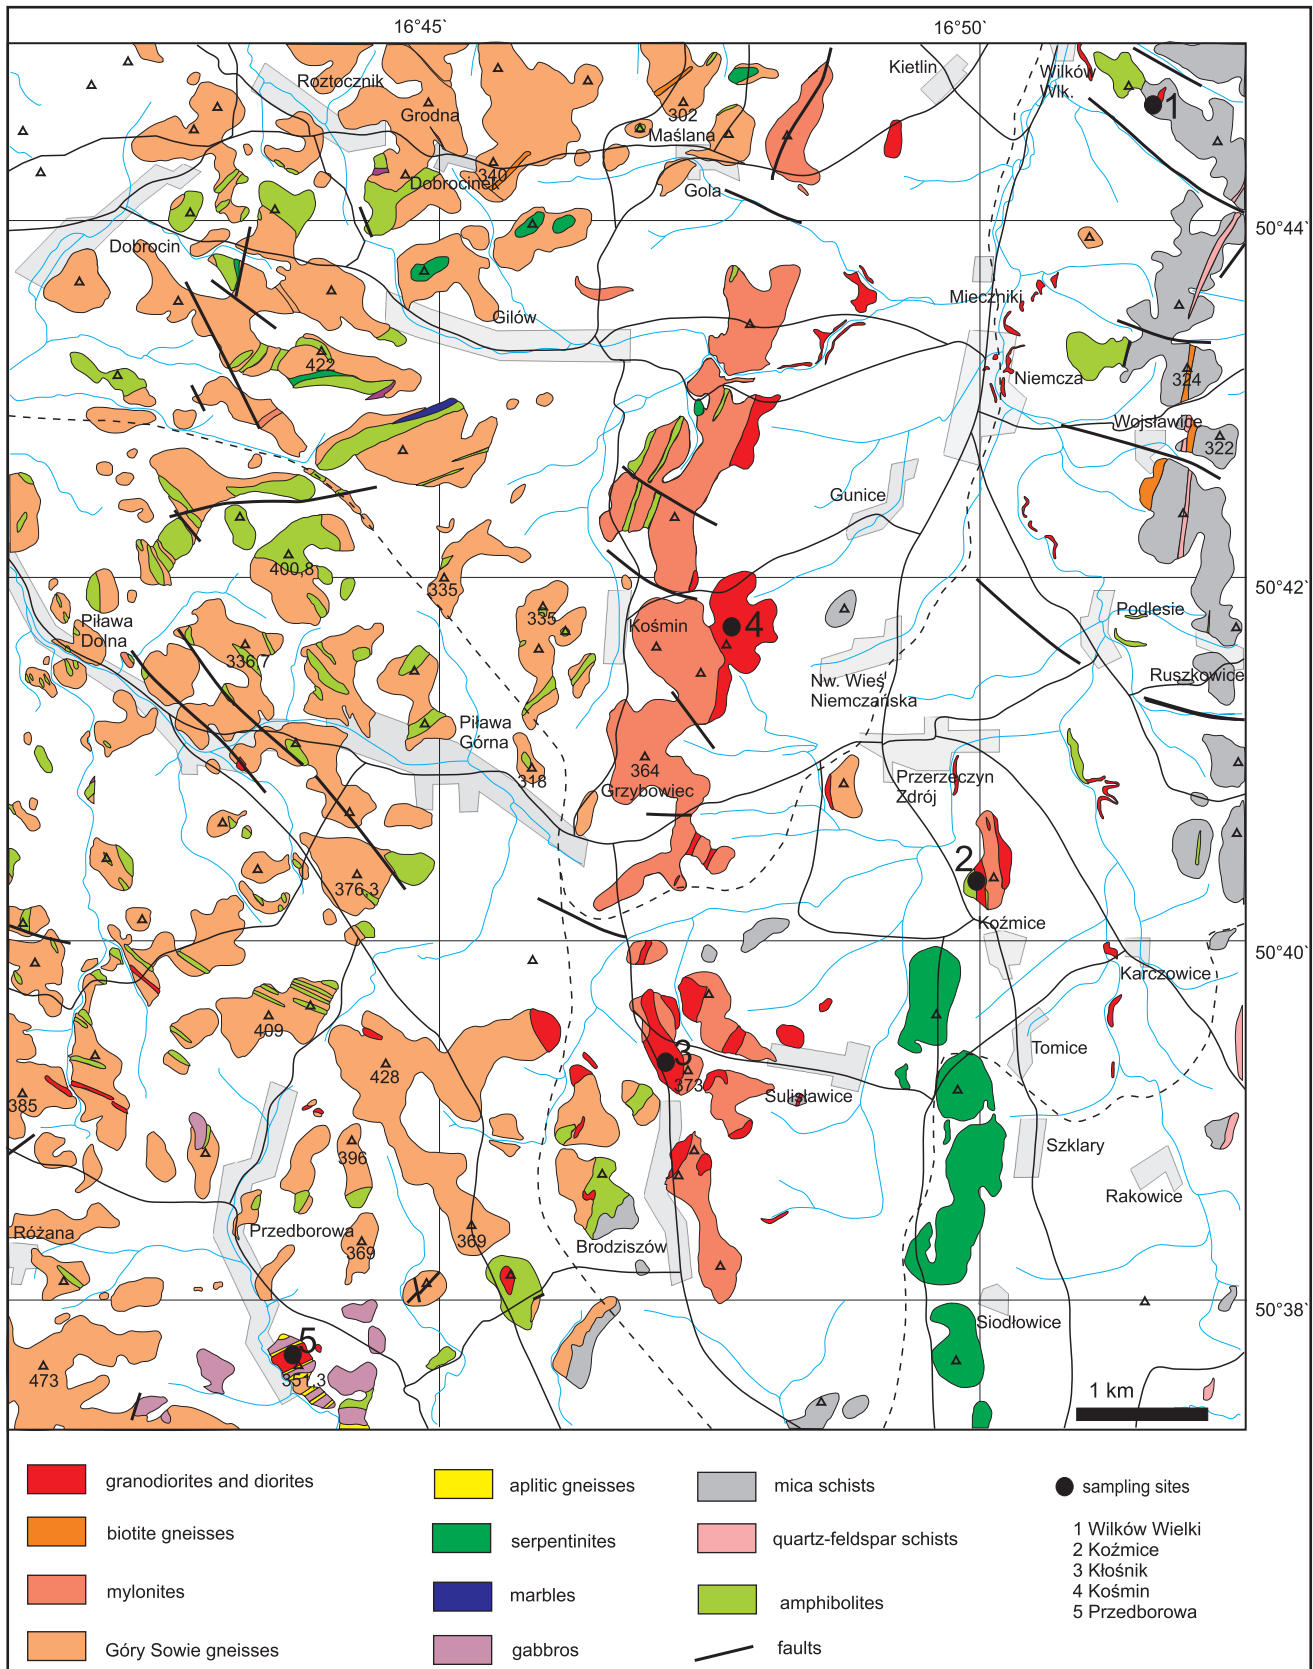 16°45`
16°50`
Roztocznik
Kietlin
Wilków
Wlk.
Grodna
302
1
Maślana
340
Dobrocinek
Gola
50°44`
Dobrocin
Mieczniki
Gilów
422
Niemcza
324
Wojsławice
322
Gunice
400,8
335
50°42`
335
Piława
Dolna
Kośmin
4
Podlesie
336,7
Ruszkowice
Nw. Wieś
Niemczańska
Piława
Górna
318
364
Grzybowiec
Przerzeczyn
Zdrój
2
376,3
Koźmice
50°40`
Karczowice
409
3
Tomice
428
373
385
Sulisławice
Szklary
396
Rakowice
Różana
Przedborowa
369
369
Brodziszów
50°38`
Siodłowice
5
473
351,3
1 km
granodiorites and diorites
biotite gneisses
mylonites
Góry Sowie gneisses
aplitic gneisses
serpentinites
marbles
gabbros
mica schists
quartz-feldspar schists
amphibolites
faults
sampling sites
1 Wilków Wielki
2 Koźmice
3 Kłośnik
4 Kośmin
5 Przedborowa